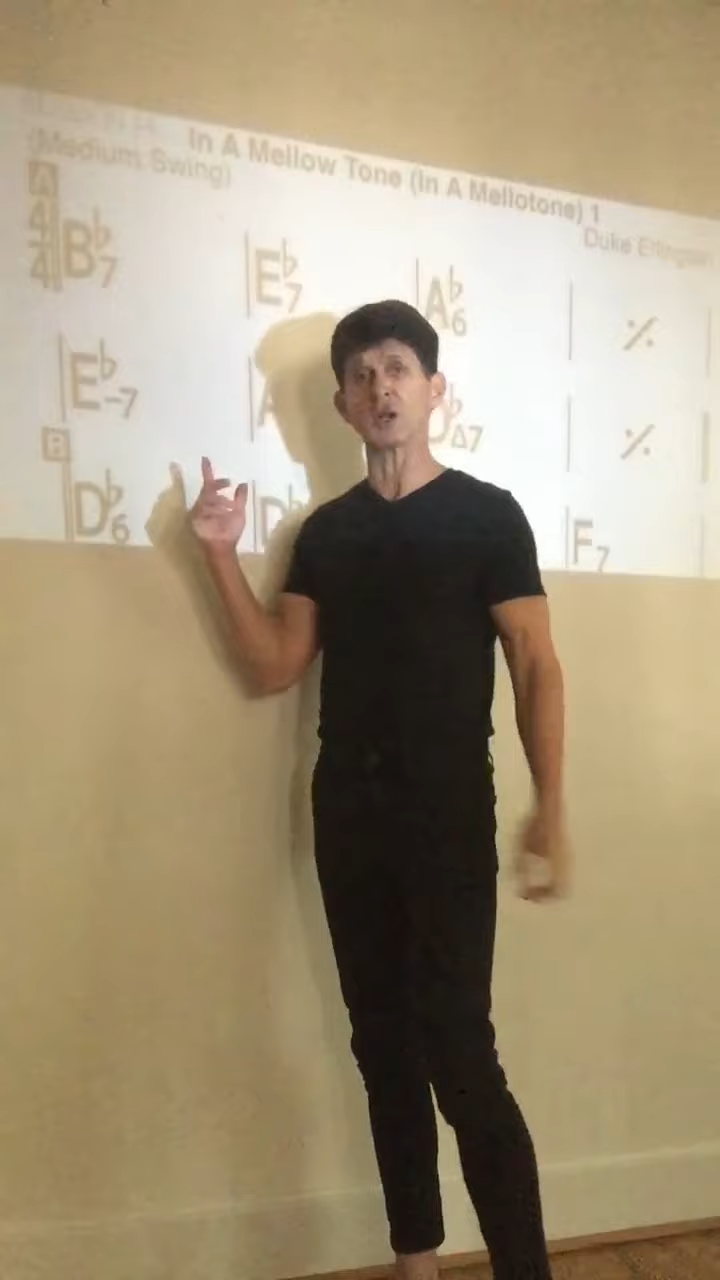 In A Mellow Tone (In A Mellotone) 1
(Medium Swing)
Duke Ellington
A
4 4 B♭7 E♭7 A♭6 𝄎
E♭-7 A D♭Δ7 𝄎
B
D♭6 D♭ F7